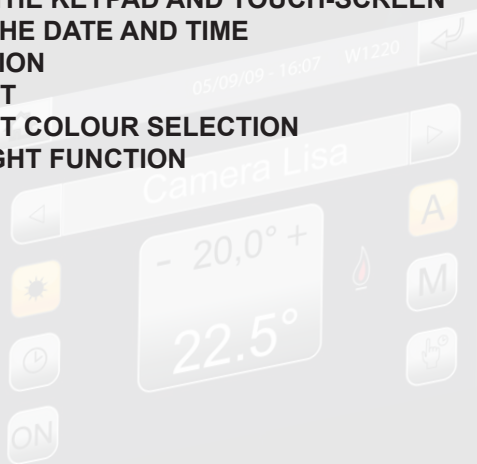 THE KEYPAD AND TOUCH-SCREEN
HE DATE AND TIME
ION
T
T COLOUR SELECTION
GHT FUNCTION
05/09/09 - 16:07 W1220
Camera Lisa
A
- 20,0° +
M
22.5°
ON